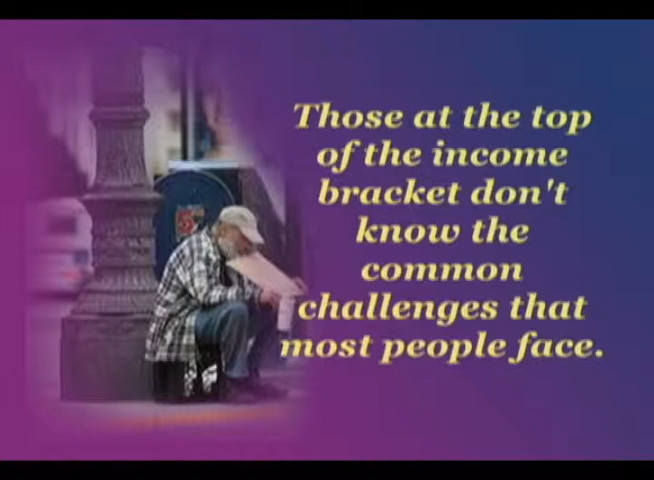 Those at the top
of the income
bracket don't
know the
common
challenges that
most people face.